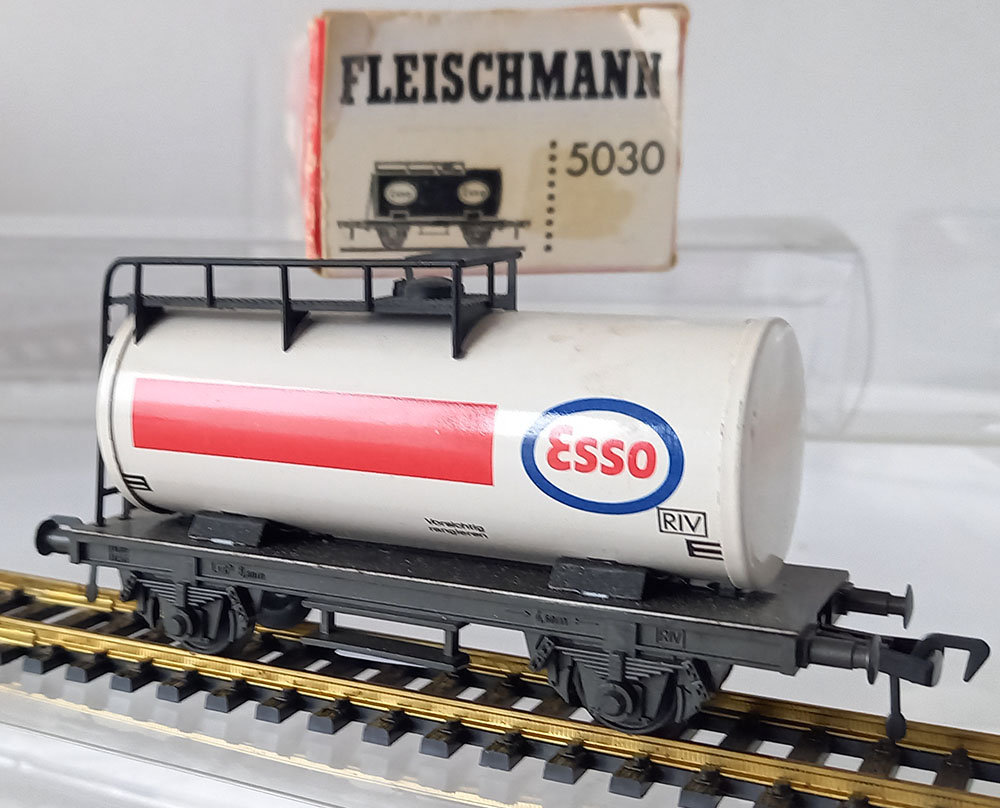 FLEISCHMANN
5030
Esso
RIV
E
Vorsichtig
rangieren
RIV